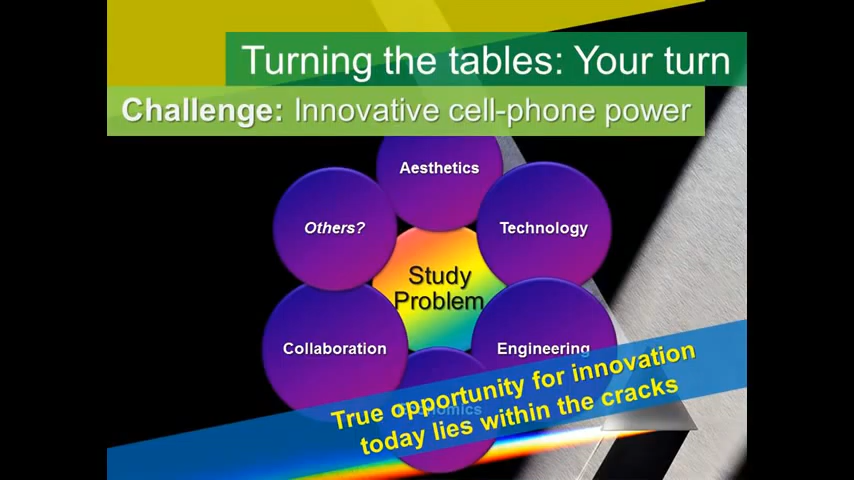 Turning the tables: Your turn
Challenge: Innovative cell-phone power
Aesthetics
Others?
Technology
Study
Problem
Collaboration
Engineering
Economics
True opportunity for innovation
today lies within the cracks